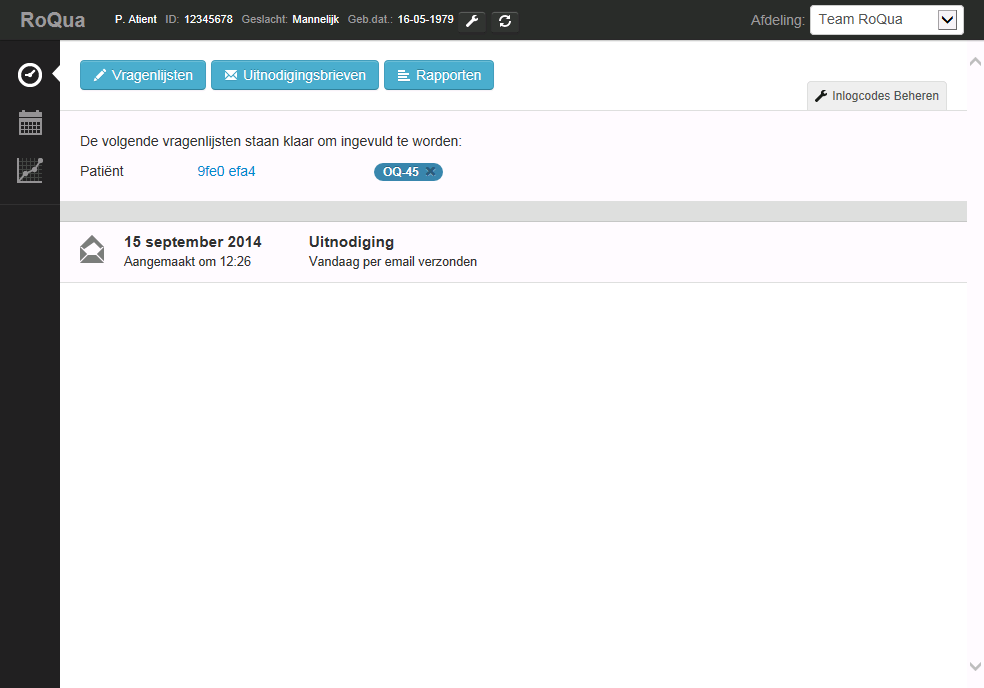 RoQua P. Atient ID: 12345678 Geslacht: Mannelijk Geb.dat.: 16-05-1979 Afdeling: Team RoQua
Vragenlijsten Uitnodigingsbrieven Rapporten
Inlogcodes Beheren
De volgende vragenlijsten staan klaar om ingevuld te worden:
Patiënt 9fe0 efa4 OQ-45
15 september 2014 Uitnodiging
Aangemaakt om 12:26 Vandaag per email verzonden